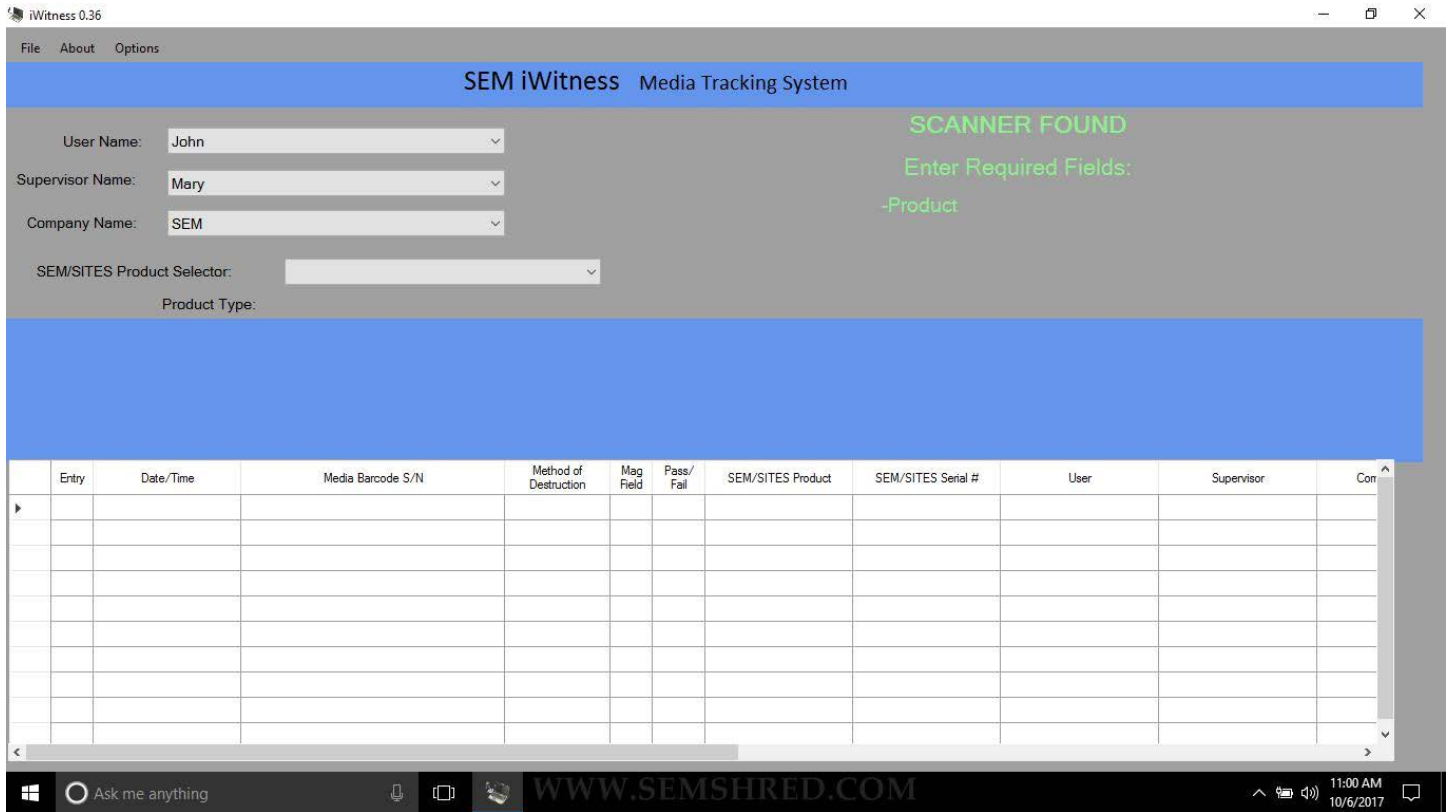 iWitness 0.36
File About Options
SEM iWitness Media Tracking System
SCANNER FOUND
User Name: John
Enter Required Fields:
Supervisor Name: Mary
-Product
Company Name: SEM
SEM/SITES Product Selector:
Product Type:
Entry Date/Time Media Barcode S/N Method of Destruction Mag Field Pass/Fail SEM/SITES Product SEM/SITES Serial # User Supervisor Com
Ask me anything WWW.SEMSHRED.COM 11:00 AM
10/6/2017